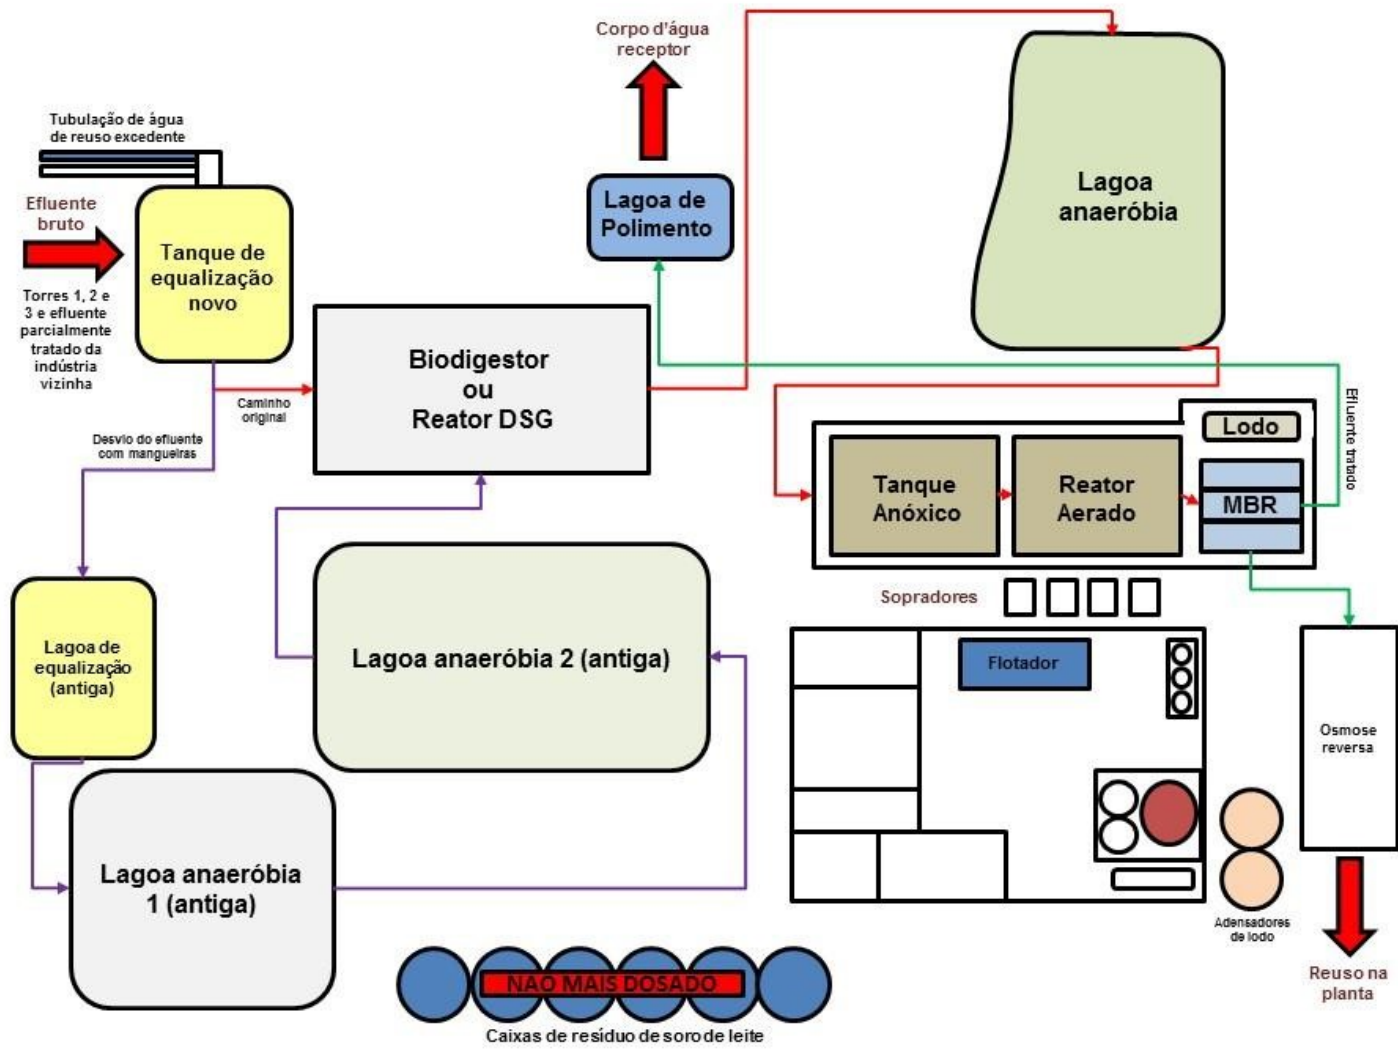 Corpo d'água
receptor
Tubulação de água
de reuso excedente
Efluente
bruto
Torres 1, 2 e
3 e efluente
parcialmente
tratado da
indústria
vizinha
Tanque de
equalização
novo
Lagoa de
Polimento
Lagoa
anaeróbia
Caminho
original
Biodigestor
ou
Reator DSG
Desvio do efluente
com mangueiras
Efluente tratado
Lodo
Tanque
Anóxico
Reator
Aerado
MBR
Sopradores
Lagoa de
equalização
(antiga)
Lagoa anaeróbia 2 (antiga)
Flotador
Osmose
reversa
Lagoa anaeróbia
1 (antiga)
Adensadores
de lodo
Reuso na
planta
NÃO MAIS DOSADO
Caixas de resíduo de soro de leite